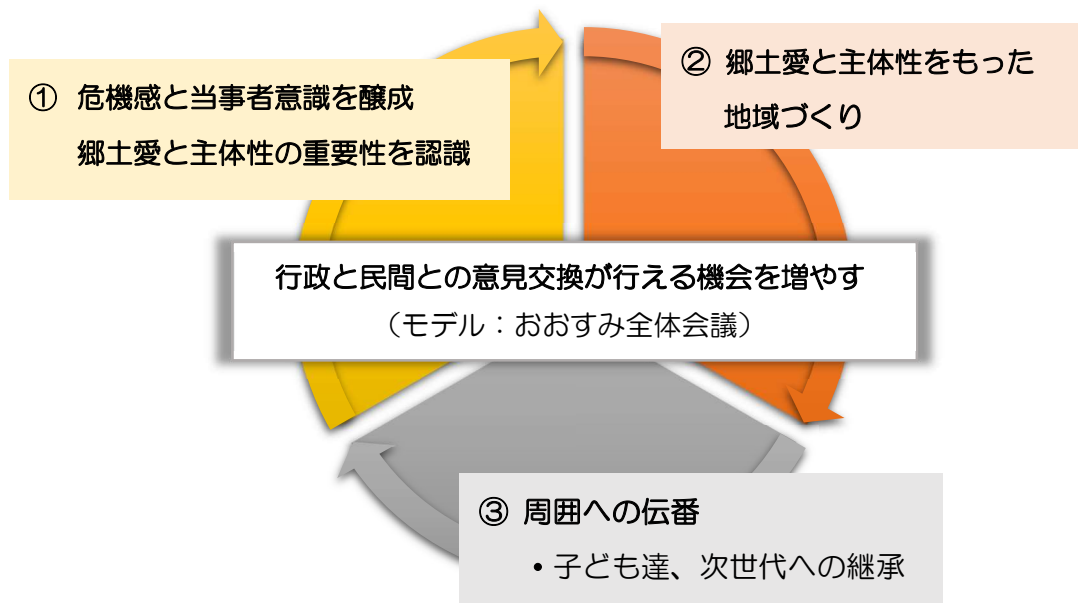 ① 危機感と当事者意識を醸成
郷土愛と主体性の重要性を認識
② 郷土愛と主体性をもった
地域づくり
行政と民間との意見交換が行える機会を増やす
（モデル：おおすみ全体会議）
③ 周囲への伝番
・子ども達、次世代への継承